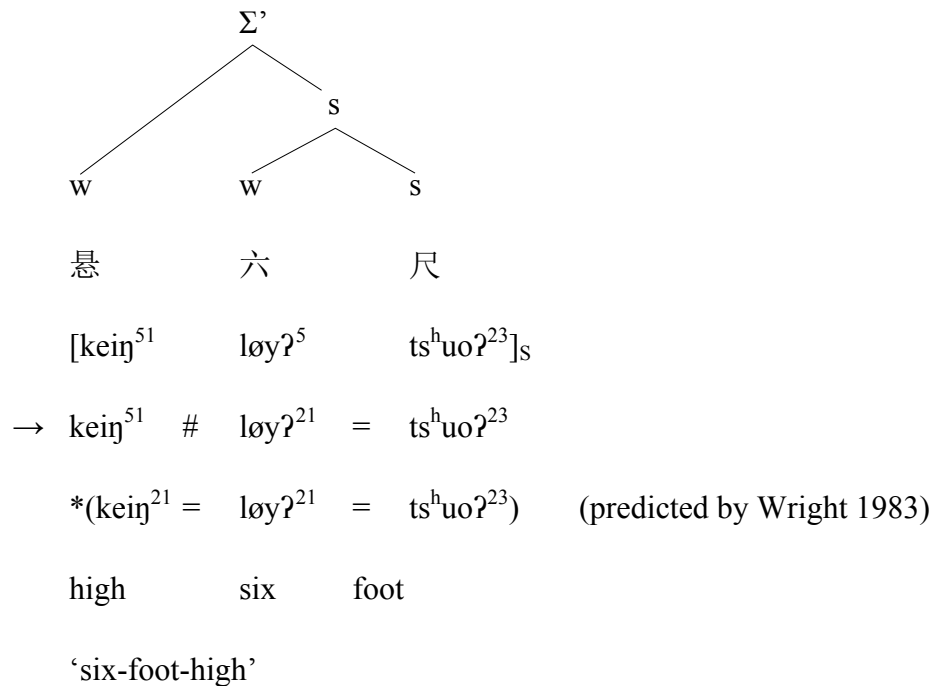 Σ’
s
w w s
悬 六 尺
[keiŋ⁵¹ løyʔ⁵ tsʰuoʔ²³]ₛ
→ keiŋ⁵¹ # løyʔ²¹ = tsʰuoʔ²³
*(keiŋ²¹ = løyʔ²¹ = tsʰuoʔ²³) (predicted by Wright 1983)
high six foot
‘six-foot-high’